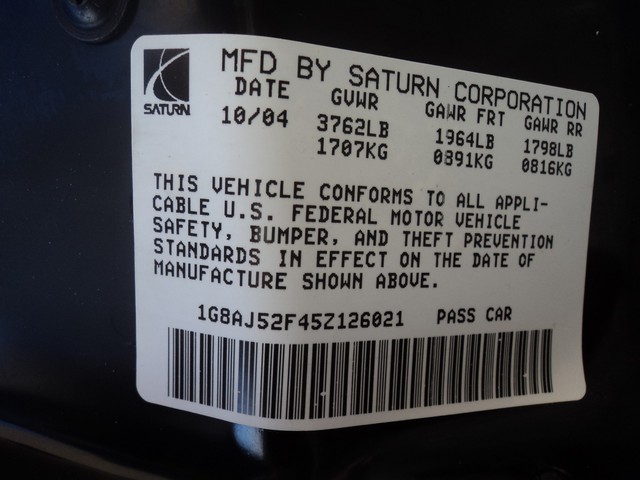 MFD BY SATURN CORPORATION
SATURN
DATE GVWR GAWR FRT GAWR RR
10/04 3762LB 1964LB 1798LB
1707KG 0891KG 0816KG
THIS VEHICLE CONFORMS TO ALL APPLI-
CABLE U.S. FEDERAL MOTOR VEHICLE
SAFETY, BUMPER, AND THEFT PREVENTION
STANDARDS IN EFFECT ON THE DATE OF
MANUFACTURE SHOWN ABOVE.
1G8AJ52F45Z126021 PASS CAR